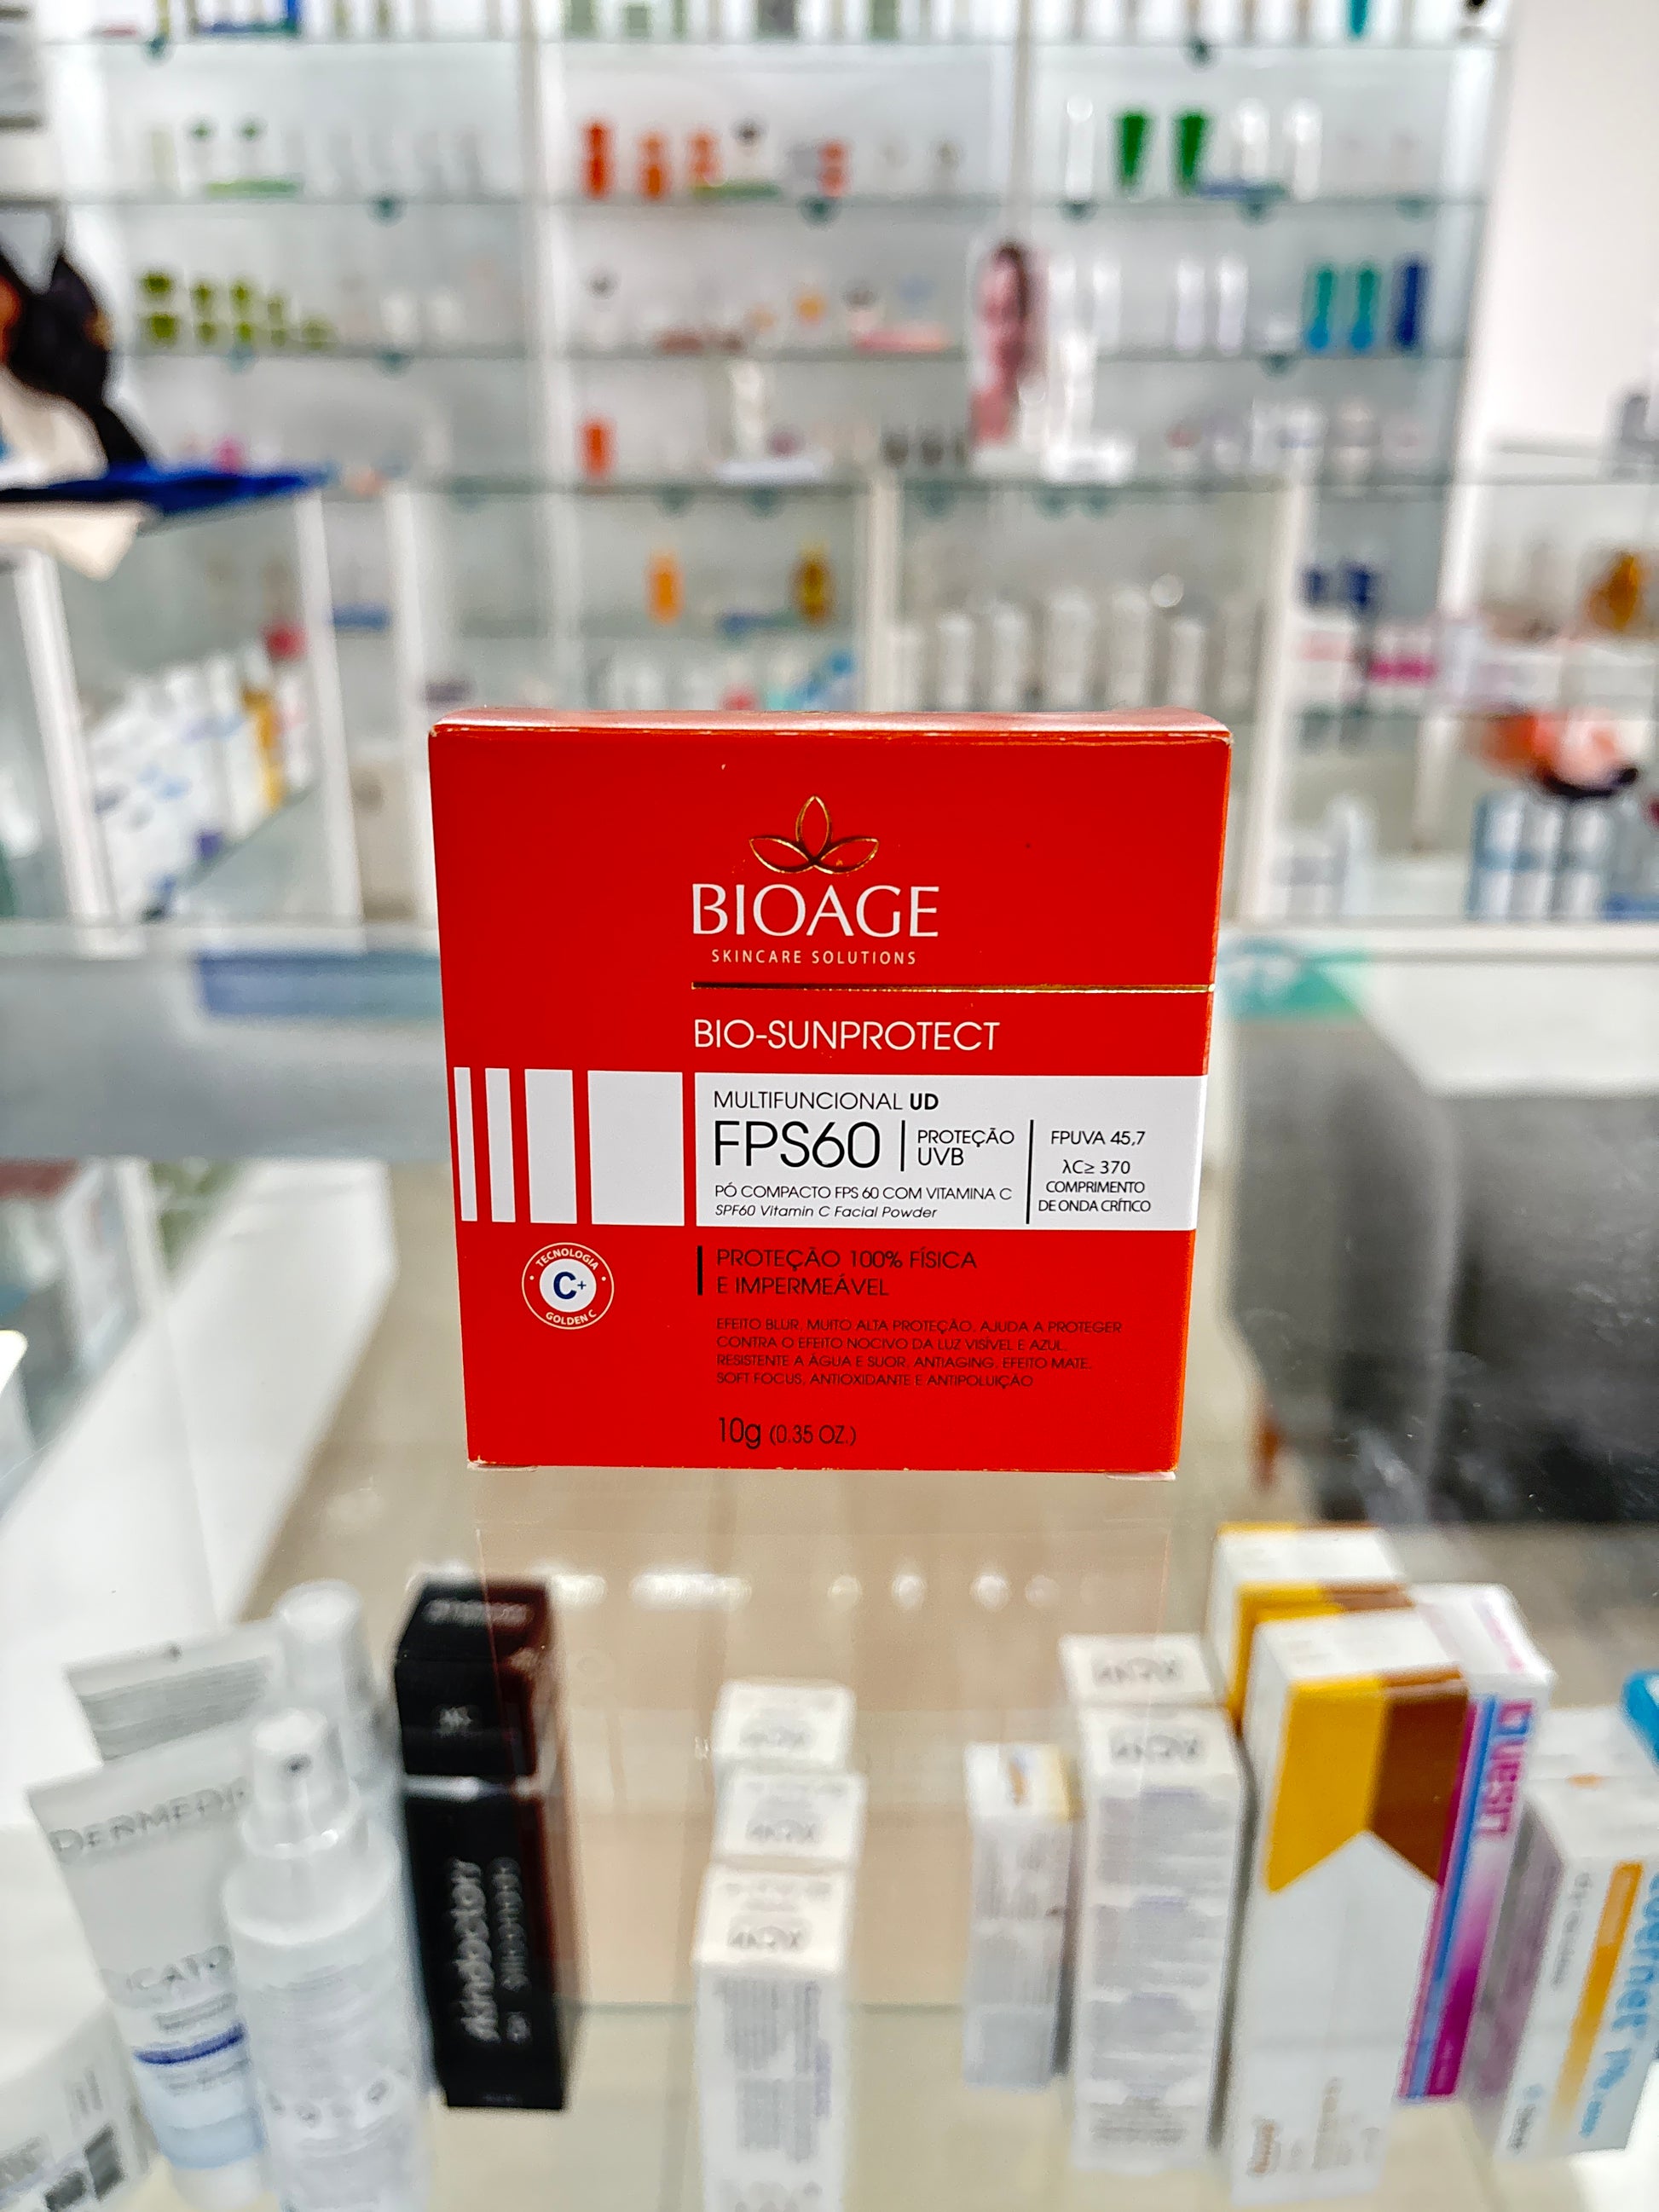 BIOAGE
SKINCARE SOLUTIONS
BIO-SUNPROTECT
MULTIFUNCIONAL UD
FPS60
PROTEÇÃO
UVB
FPUVA 45,7
λC≥ 370
COMPRIMENTO
DE ONDA CRÍTICO
PÓ COMPACTO FPS 60 COM VITAMINA C
SPF60 Vitamin C Facial Powder
TECNOLOGIA
C+
GOLDEN C
PROTEÇÃO 100% FÍSICA
E IMPERMEÁVEL
EFEITO BLUR, MUITO ALTA PROTEÇÃO, AJUDA A PROTEGER
CONTRA O EFEITO NOCIVO DA LUZ VISÍVEL E AZUL,
RESISTENTE A ÁGUA E SUOR, ANTIAGING, EFEITO MATE,
SOFT FOCUS, ANTIOXIDANTE E ANTIPOLUIÇÃO
10g (0.35 OZ.)
skindoctors